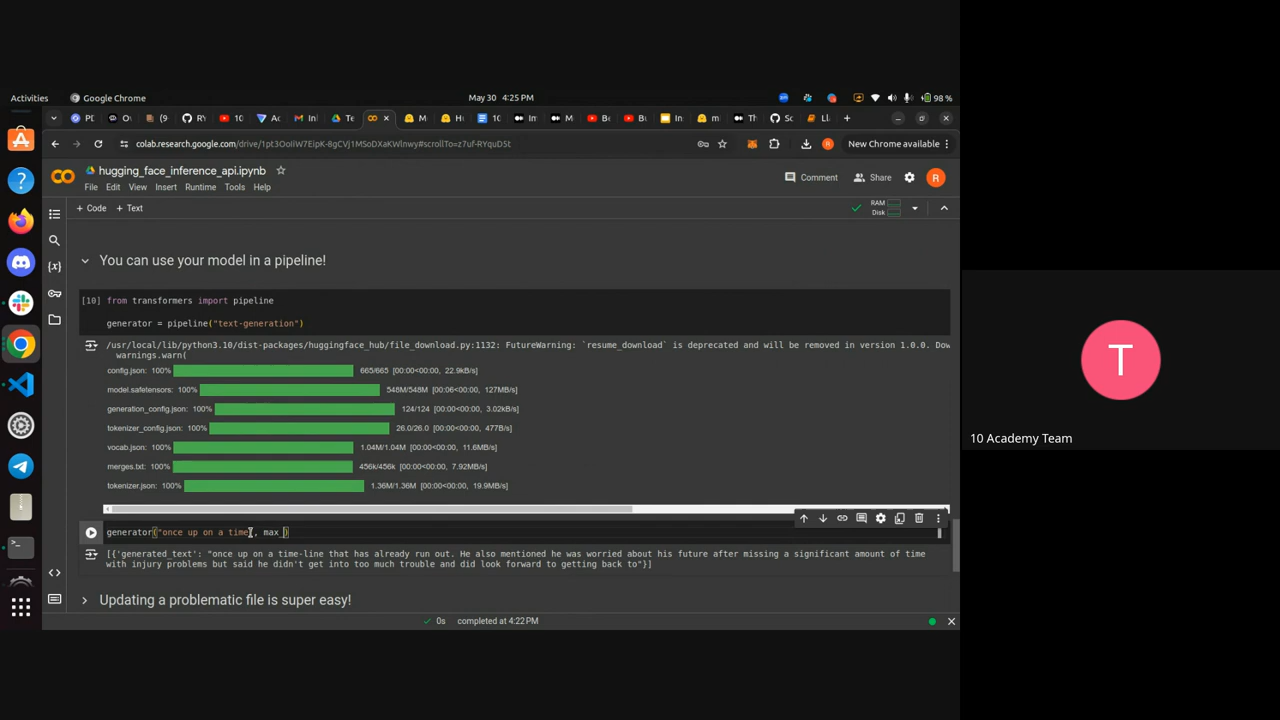 Activities
Google Chrome
May 30 4:25 PM
98 %
colab.research.google.com/drive/1pt3OoIiW7EipK-8gCVj1MSoDXaKWlnwy#scrollTo=z7uf-RYquD5t
New Chrome available
hugging_face_inference_api.ipynb
File Edit View Insert Runtime Tools Help
Comment
Share
R
+ Code + Text
RAM
Disk
You can use your model in a pipeline!
[10] from transformers import pipeline
generator = pipeline("text-generation")
/usr/local/lib/python3.10/dist-packages/huggingface_hub/file_download.py:1132: FutureWarning: `resume_download` is deprecated and will be removed in version 1.0.0. Dow
warnings.warn(
config.json: 100% 665/665 [00:00<00:00, 22.9kB/s]
model.safetensors: 100% 548M/548M [00:06<00:00, 127MB/s]
generation_config.json: 100% 124/124 [00:00<00:00, 3.02kB/s]
tokenizer_config.json: 100% 26.0/26.0 [00:00<00:00, 477B/s]
vocab.json: 100% 1.04M/1.04M [00:00<00:00, 11.6MB/s]
merges.txt: 100% 456k/456k [00:00<00:00, 7.92MB/s]
tokenizer.json: 100% 1.36M/1.36M [00:00<00:00, 19.9MB/s]
generator("once up on a time", max_)
[{'generated_text': "once up on a time-line that has already run out. He also mentioned he was worried about his future after missing a significant amount of time
with injury problems but said he didn't get into too much trouble and did look forward to getting back to"}]
Updating a problematic file is super easy!
0s completed at 4:22 PM
T
10 Academy Team